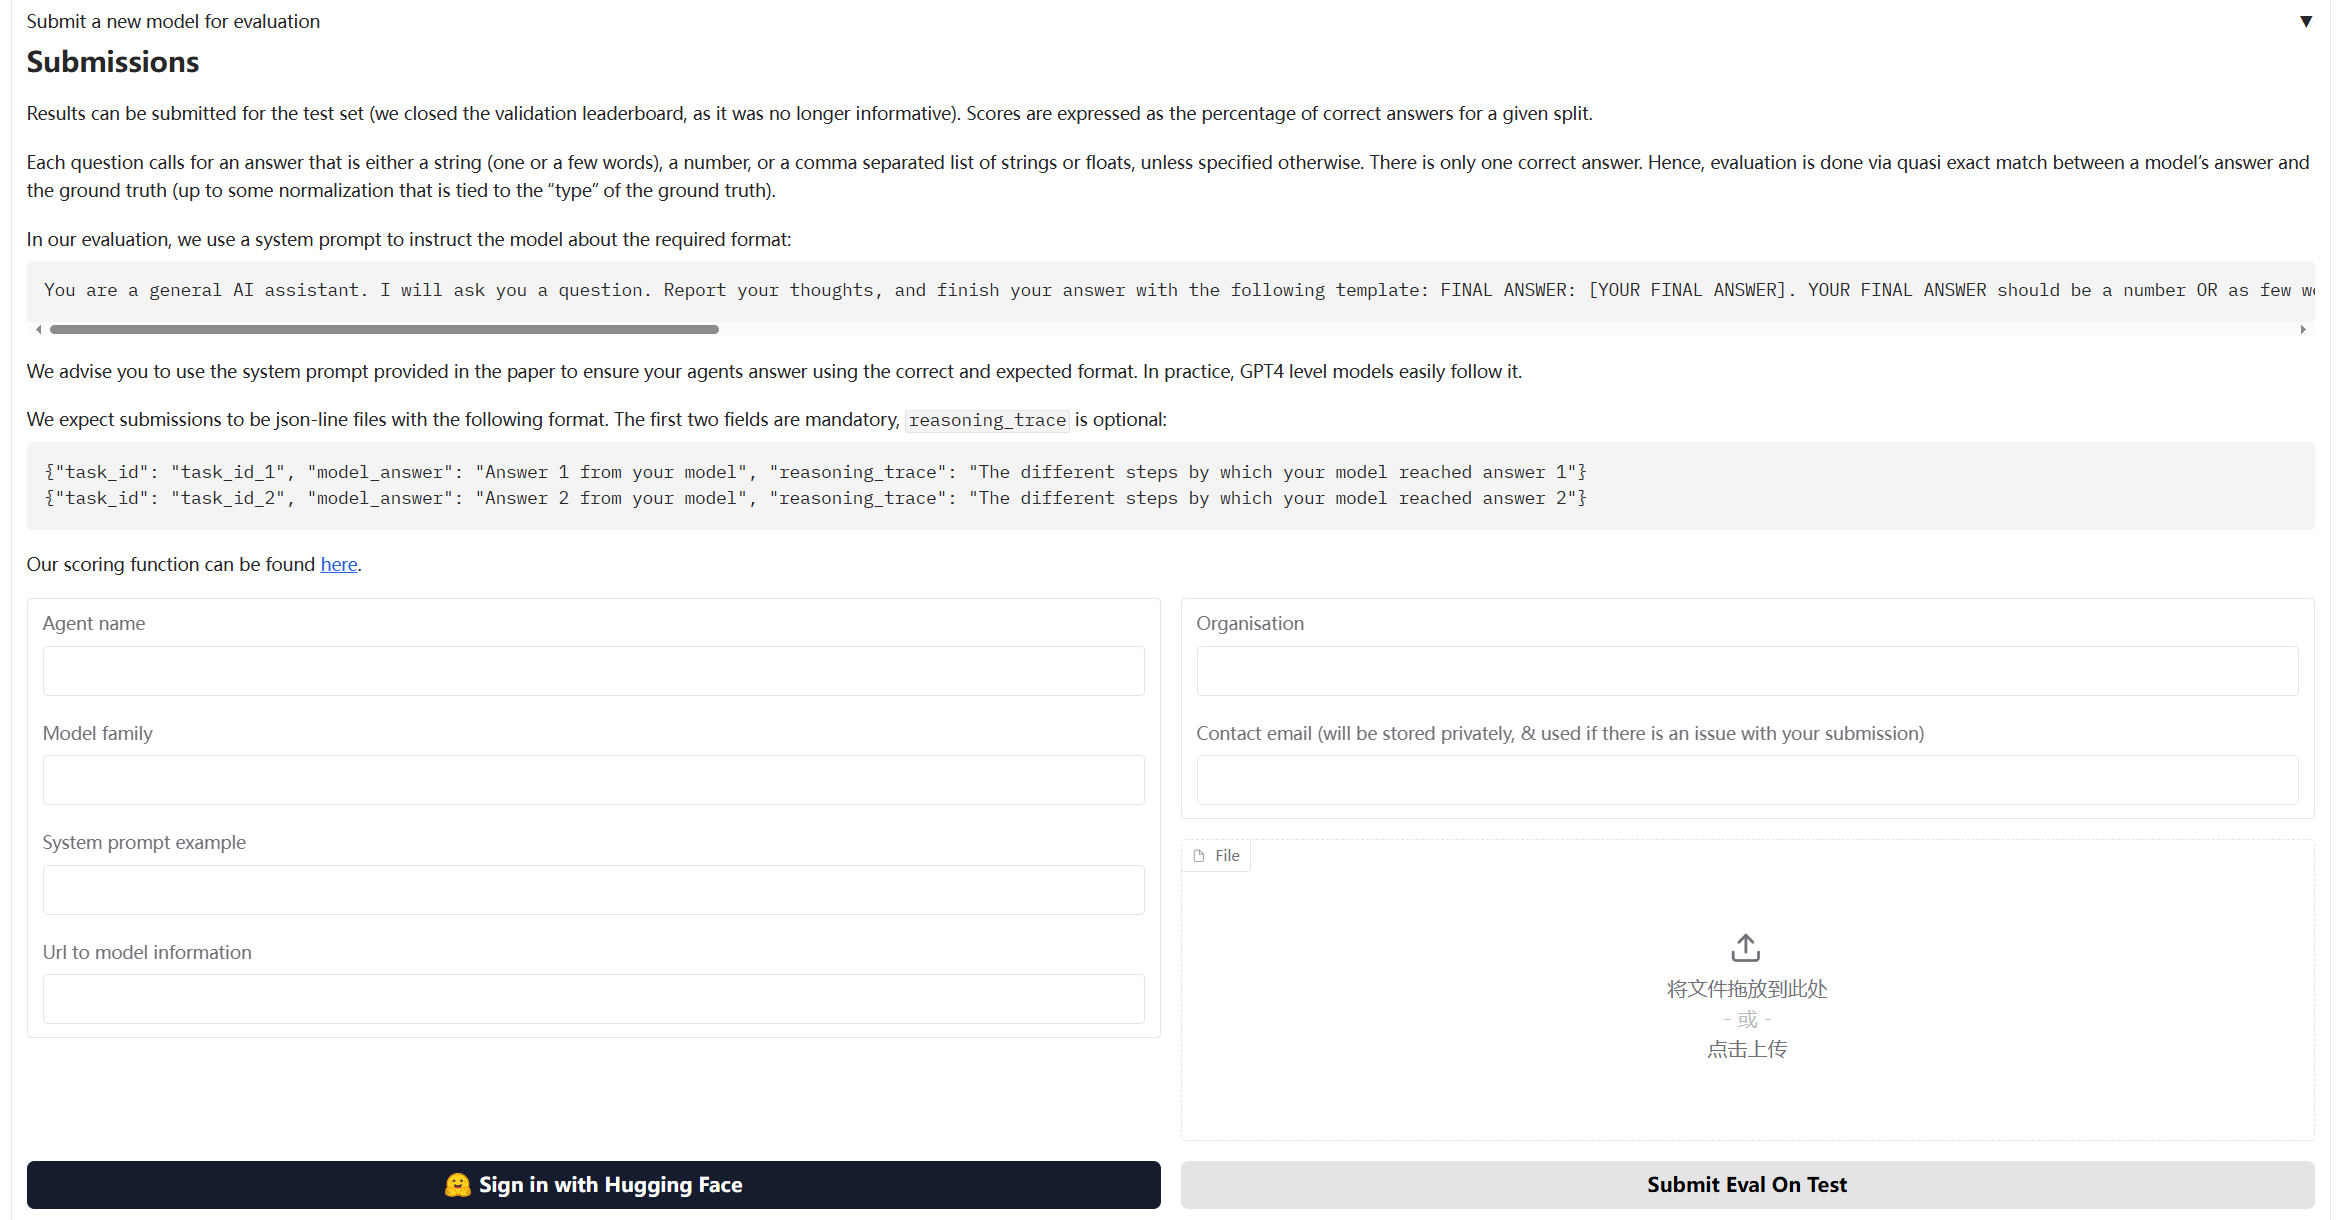 Submit a new model for evaluation
▼
Submissions
Results can be submitted for the test set (we closed the validation leaderboard, as it was no longer informative). Scores are expressed as the percentage of correct answers for a given split.
Each question calls for an answer that is either a string (one or a few words), a number, or a comma separated list of strings or floats, unless specified otherwise. There is only one correct answer. Hence, evaluation is done via quasi exact match between a model’s answer and
the ground truth (up to some normalization that is tied to the “type” of the ground truth).
In our evaluation, we use a system prompt to instruct the model about the required format:
You are a general AI assistant. I will ask you a question. Report your thoughts, and finish your answer with the following template: FINAL ANSWER: [YOUR FINAL ANSWER]. YOUR FINAL ANSWER should be a number OR as few
We advise you to use the system prompt provided in the paper to ensure your agents answer using the correct and expected format. In practice, GPT4 level models easily follow it.
We expect submissions to be json-line files with the following format. The first two fields are mandatory, reasoning_trace is optional:
{"task_id": "task_id_1", "model_answer": "Answer 1 from your model", "reasoning_trace": "The different steps by which your model reached answer 1"}
{"task_id": "task_id_2", "model_answer": "Answer 2 from your model", "reasoning_trace": "The different steps by which your model reached answer 2"}
Our scoring function can be found here.
Agent name
Model family
System prompt example
Url to model information
Organisation
Contact email (will be stored privately, & used if there is an issue with your submission)
File
将文件拖放到此处
- 或 -
点击上传
🤗 Sign in with Hugging Face
Submit Eval On Test